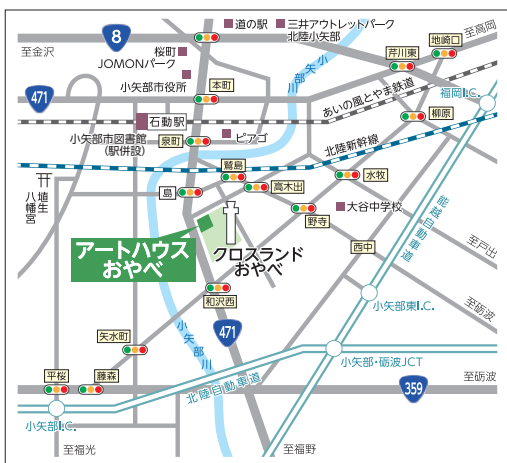 道の駅
三井アウトレットパーク
北陸小矢部
至高岡
8
至金沢
桜町
JOMONパーク
地崎口
芹川東
小矢部川
小矢部市役所
本町
あいの風とやま鉄道
福岡I.C.
471
石動駅
小矢部市図書館
(駅併設)
泉町
ピアゴ
柳原
北陸新幹線
鷲島
水牧
高木出
埴生
八幡宮
島
大谷中学校
能越自動車道
野寺
至戸出
アートハウス
おやべ
クロスランド
おやべ
西中
和沢西
至砺波
小矢部東I.C.
小矢部川
471
矢水町
小矢部・砺波JCT
平桜
藤森
北陸自動車道
359
至砺波
小矢部I.C.
至福光
至福野